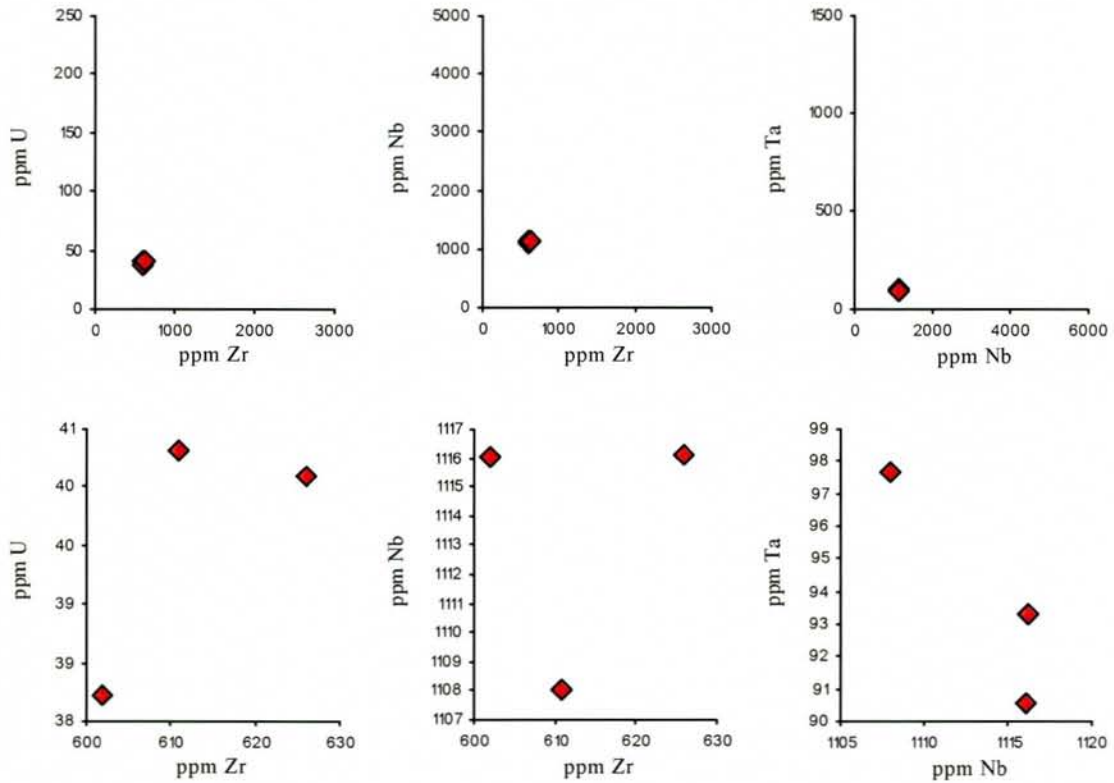 250
200
150
100
50
0
ppm U
0 1000 2000 3000
ppm Zr
5000
4000
3000
2000
1000
0
ppm Nb
0 1000 2000 3000
ppm Zr
1500
1000
500
0
ppm Ta
0 2000 4000 6000
ppm Nb
41
40
40
39
39
38
ppm U
600 610 620 630
ppm Zr
1117
1116
1115
1114
1113
1112
1111
1110
1109
1108
1107
ppm Nb
600 610 620 630
ppm Zr
99
98
97
96
95
94
93
92
91
90
ppm Ta
1105 1110 1115 1120
ppm Nb